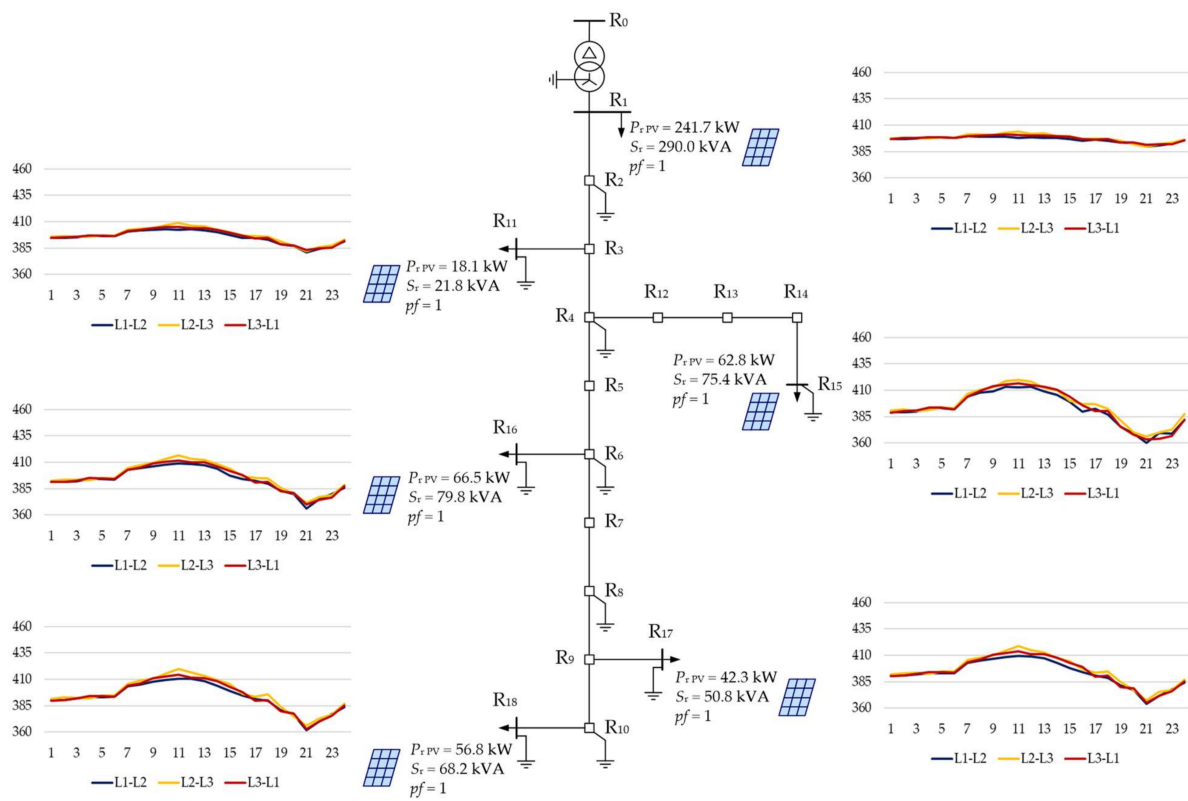 R0
R1
Pr PV = 241.7 kW
Sr = 290.0 kVA
pf = 1
460
435
410
385
360
1 3 5 7 9 11 13 15 17 19 21 23
L1-L2 L2-L3 L3-L1
R2
460
435
410
385
360
1 3 5 7 9 11 13 15 17 19 21 23
L1-L2 L2-L3 L3-L1
R11
R3
Pr PV = 18.1 kW
Sr = 21.8 kVA
pf = 1
R4
R12
R13
R14
Pr PV = 62.8 kW
Sr = 75.4 kVA
pf = 1
R15
460
435
410
385
360
1 3 5 7 9 11 13 15 17 19 21 23
L1-L2 L2-L3 L3-L1
R5
460
435
410
385
360
1 3 5 7 9 11 13 15 17 19 21 23
L1-L2 L2-L3 L3-L1
R16
R6
Pr PV = 66.5 kW
Sr = 79.8 kVA
pf = 1
R7
R8
R9
R17
Pr PV = 42.3 kW
Sr = 50.8 kVA
pf = 1
460
435
410
385
360
1 3 5 7 9 11 13 15 17 19 21 23
L1-L2 L2-L3 L3-L1
460
435
410
385
360
1 3 5 7 9 11 13 15 17 19 21 23
L1-L2 L2-L3 L3-L1
R18
R10
Pr PV = 56.8 kW
Sr = 68.2 kVA
pf = 1